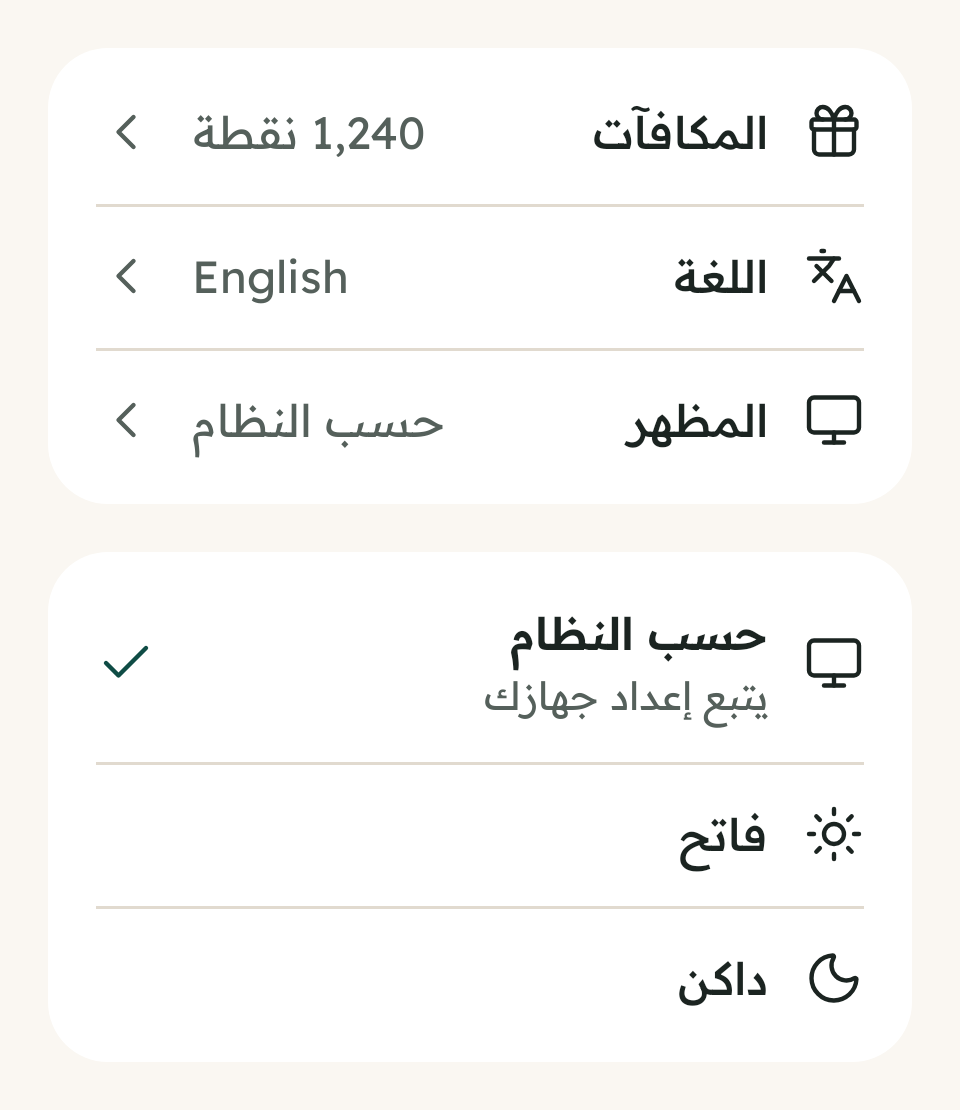 المكافآت 1,240 نقطة
اللغة English
المظهر حسب النظام
حسب النظام
يتبع إعداد جهازك
فاتح
داكن